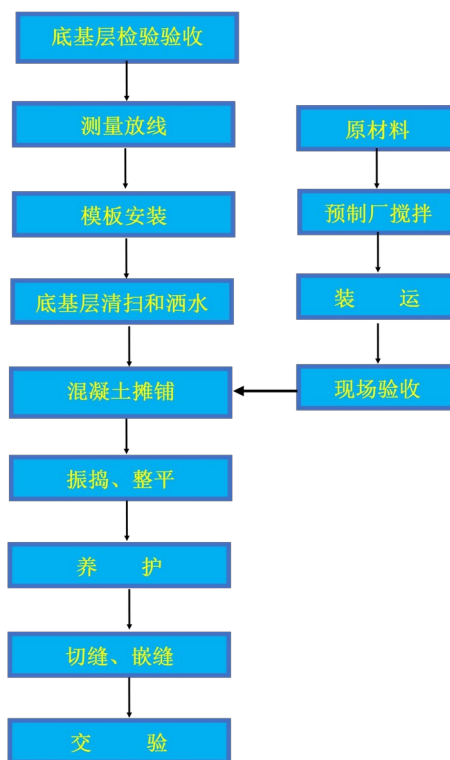 底基层检验验收
测量放线
模板安装
底基层清扫和洒水
混凝土摊铺
振捣、整平
养 护
切缝、嵌缝
交 验
原材料
预制厂搅拌
装 运
现场验收